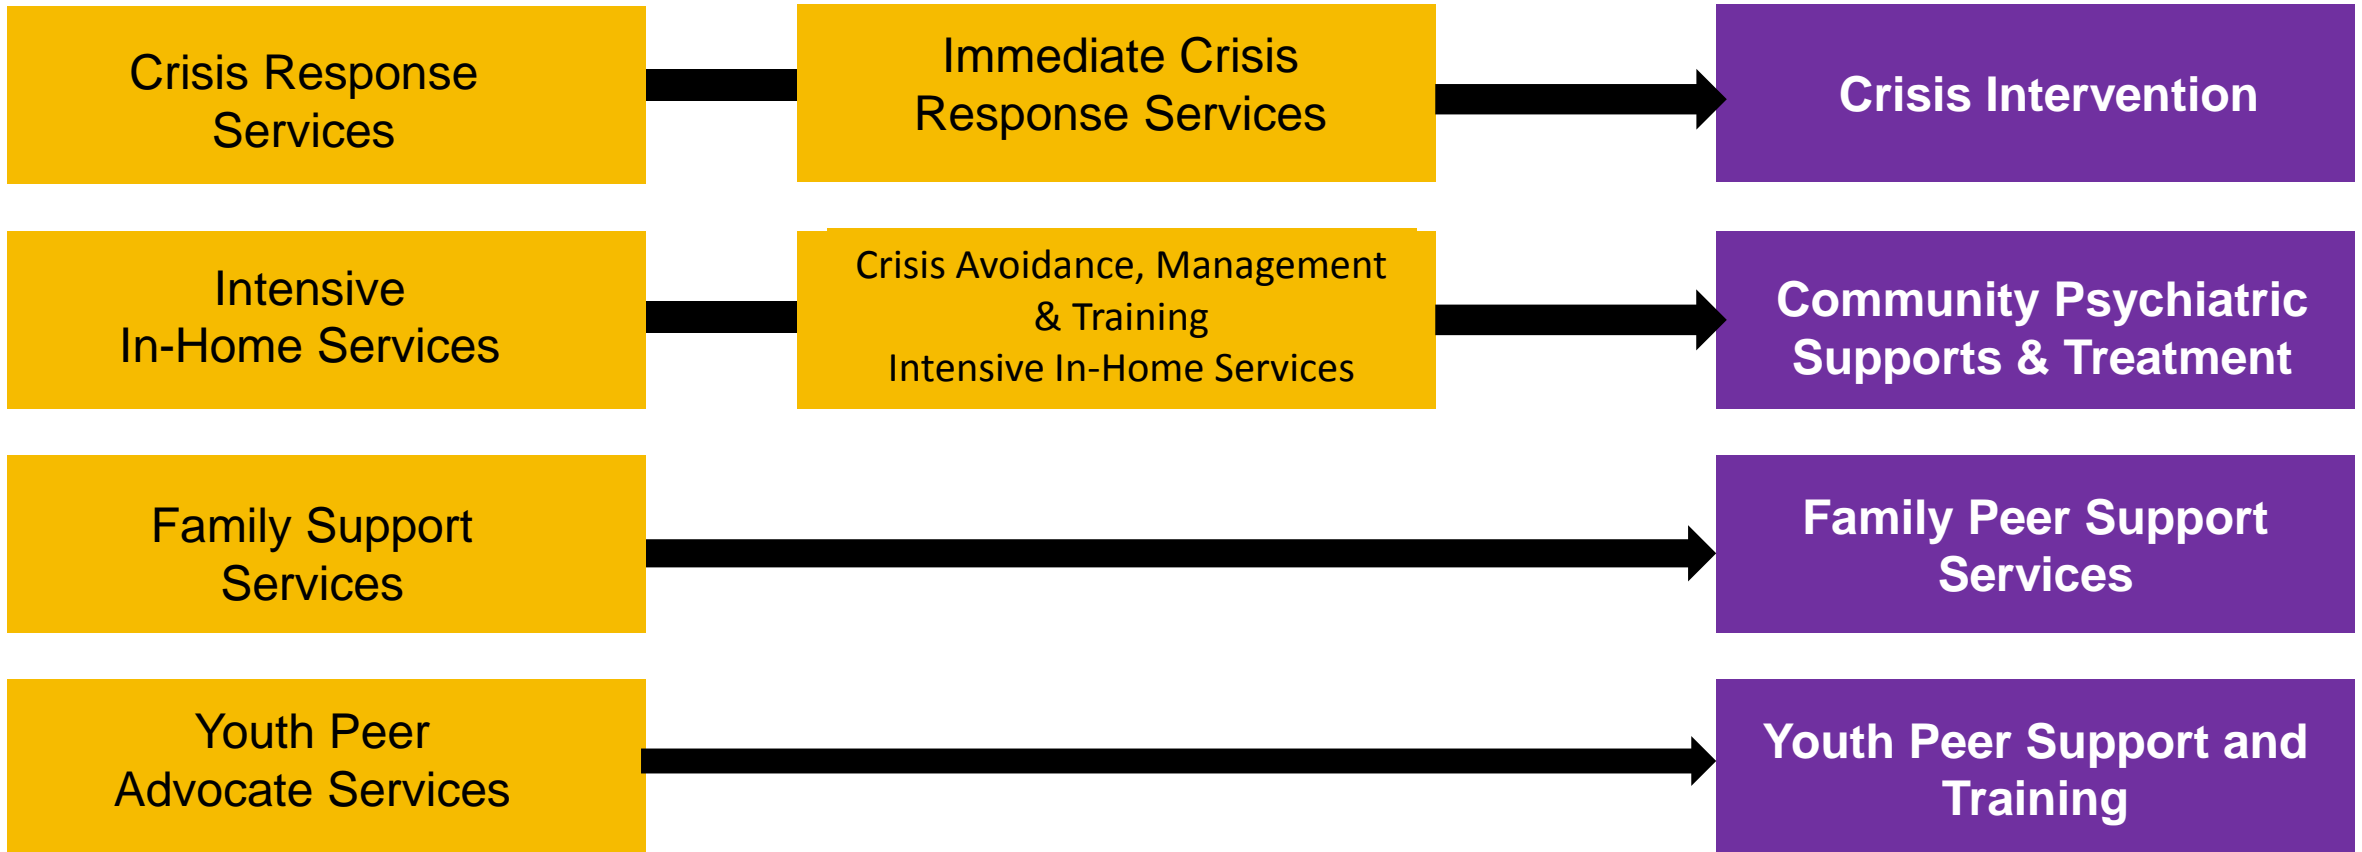 Crisis Response
Services
Immediate Crisis
Response Services
Crisis Intervention
Intensive
In-Home Services
Crisis Avoidance, Management
& Training
Intensive In-Home Services
Community Psychiatric
Supports & Treatment
Family Support
Services
Family Peer Support
Services
Youth Peer
Advocate Services
Youth Peer Support and
Training